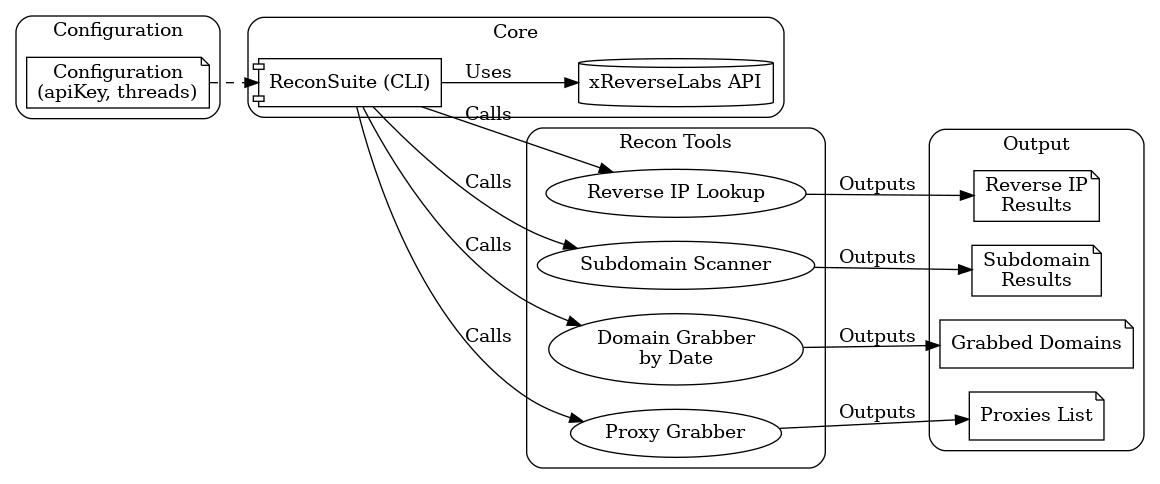 Configuration
Configuration
(apiKey, threads)
Core
ReconSuite (CLI)
Uses
xReverseLabs API
Calls
Calls
Calls
Calls
Recon Tools
Reverse IP Lookup
Subdomain Scanner
Domain Grabber
by Date
Proxy Grabber
Outputs
Outputs
Outputs
Outputs
Output
Reverse IP
Results
Subdomain
Results
Grabbed Domains
Proxies List